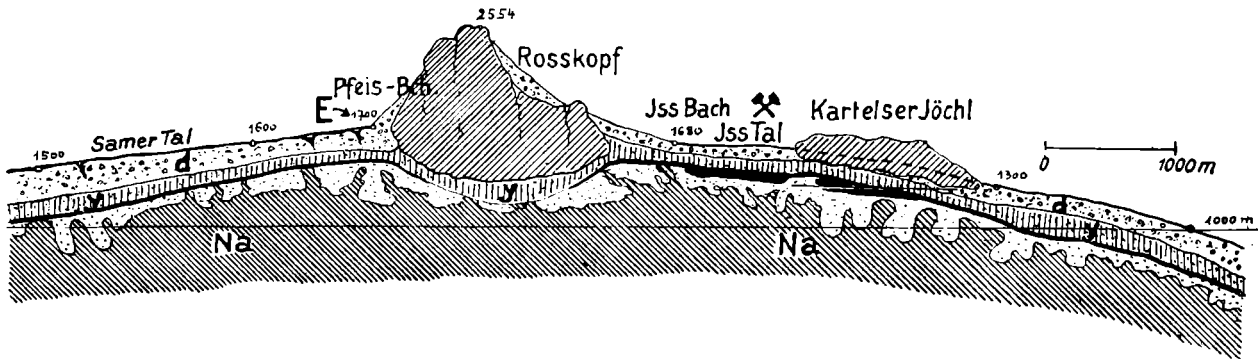 2554
Rosskopf
Pfeis-Bch.
E 1700
Jss Bach
Kartelser Jöchl
1680
Jss Tal
0 1000 m
Samer Tal
1600
1500
d
y
y
1300
d
y
1000 m
Na
Na